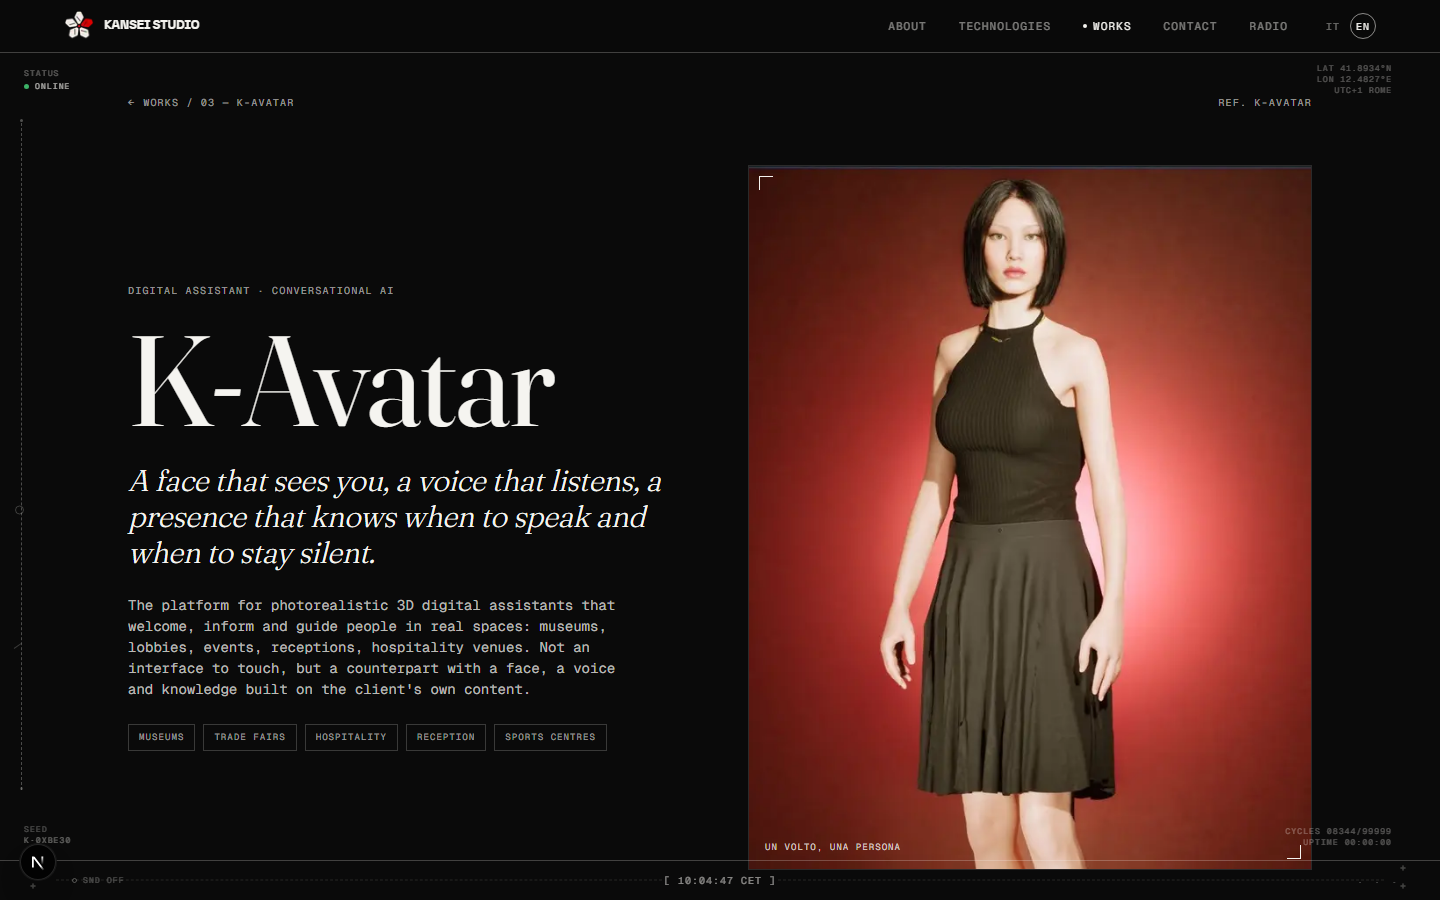 KANSEI STUDIO
ABOUT
TECHNOLOGIES
• WORKS
CONTACT
RADIO
IT
EN
STATUS
ONLINE
LAT 41.8934°N
LON 12.4827°E
UTC+1 ROME
← WORKS / 03 — K-AVATAR
REF. K-AVATAR
DIGITAL ASSISTANT · CONVERSATIONAL AI
K-Avatar
A face that sees you, a voice that listens, a
presence that knows when to speak and
when to stay silent.
The platform for photorealistic 3D digital assistants that
welcome, inform and guide people in real spaces: museums,
lobbies, events, receptions, hospitality venues. Not an
interface to touch, but a counterpart with a face, a voice
and knowledge built on the client's own content.
MUSEUMS
TRADE FAIRS
HOSPITALITY
RECEPTION
SPORTS CENTRES
UN VOLTO, UNA PERSONA
SEED
K-0XBE30
CYCLES 08344/99999
UPTIME 00:00:00
N
SND OFF
[ 10:04:47 CET ]